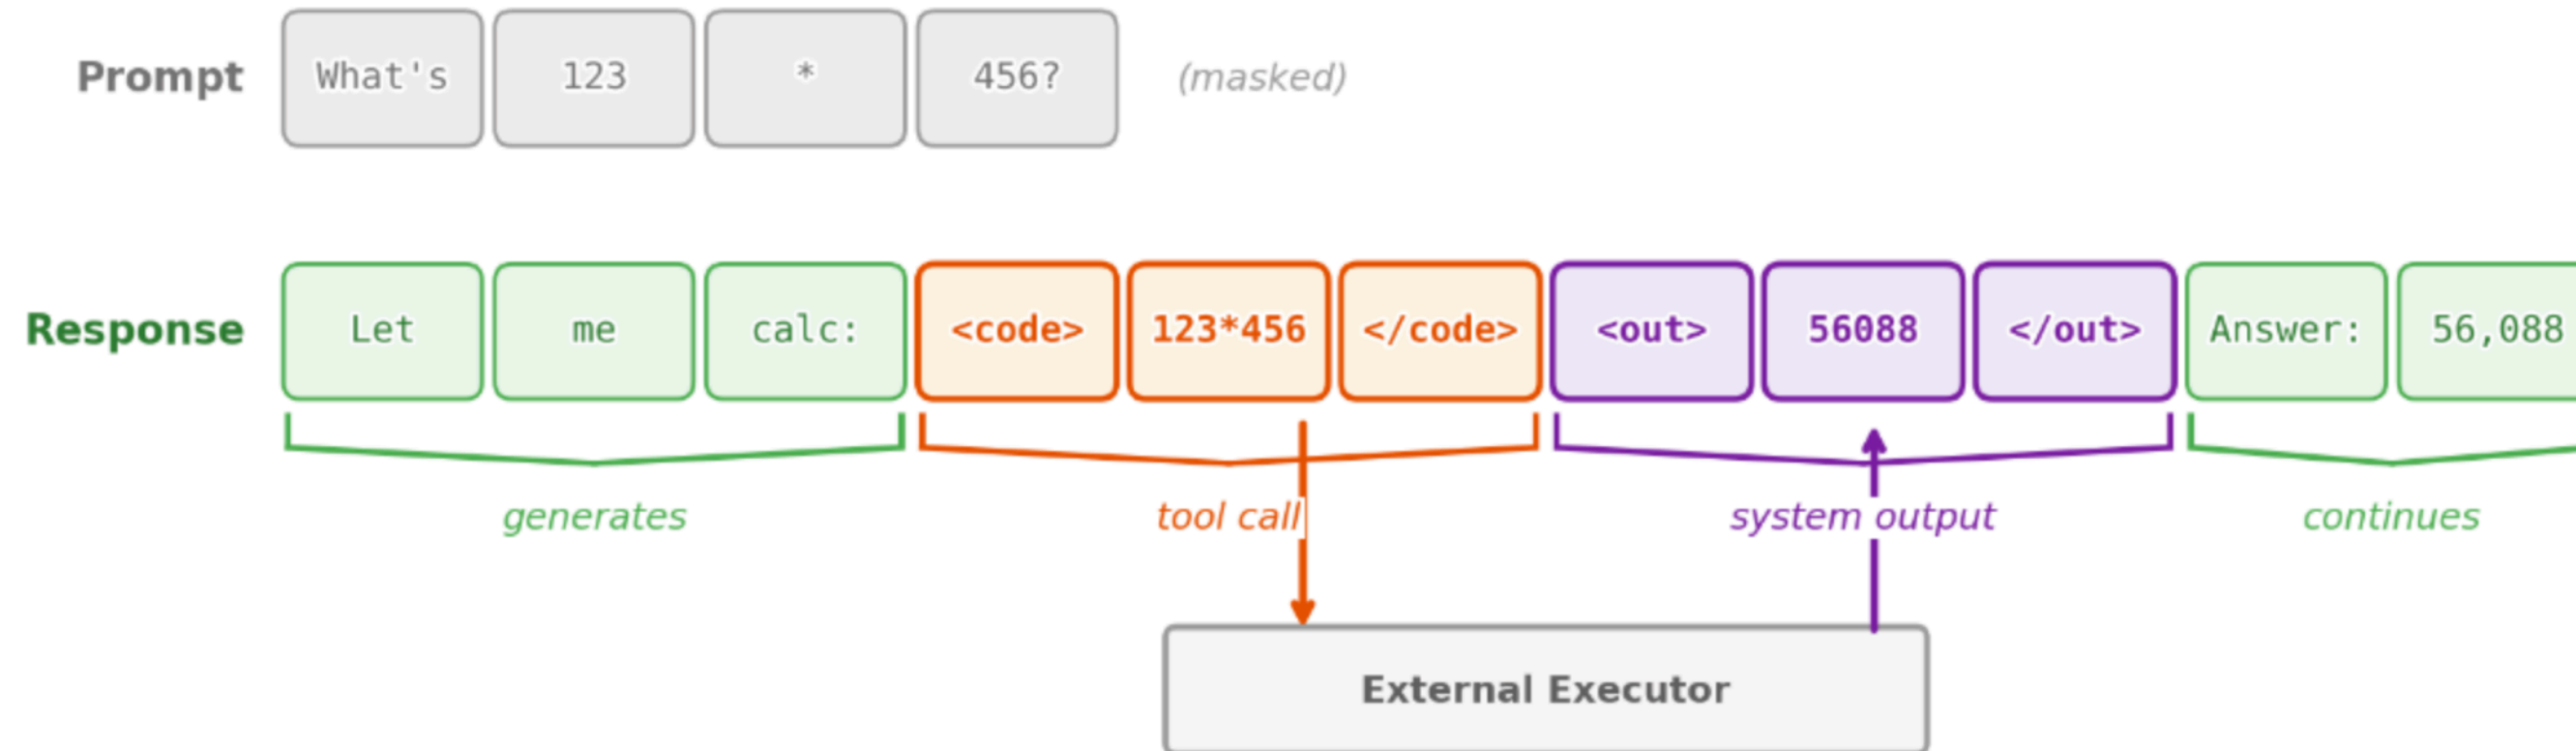 Prompt What's 123 * 456? (masked)
Response Let me calc: <code> 123*456 </code> <out> 56088 </out> Answer: 56,088
generates tool call system output continues
External Executor